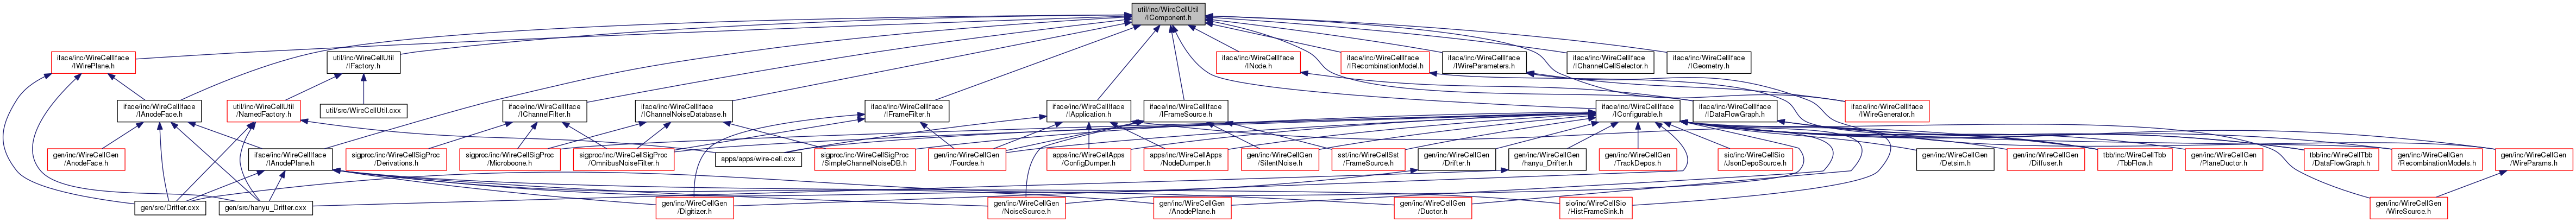 util/inc/WireCellUtil
/IComponent.h
iface/inc/WireCellIface
/IWirePlane.h
util/inc/WireCellUtil
/IFactory.h
iface/inc/WireCellIface
/INode.h
iface/inc/WireCellIface
/IRecombinationModel.h
iface/inc/WireCellIface
/IWireParameters.h
iface/inc/WireCellIface
/IChannelCellSelector.h
iface/inc/WireCellIface
/IGeometry.h
iface/inc/WireCellIface
/IAnodeFace.h
util/inc/WireCellUtil
/NamedFactory.h
util/src/WireCellUtil.cxx
iface/inc/WireCellIface
/IChannelFilter.h
iface/inc/WireCellIface
/IChannelNoiseDatabase.h
iface/inc/WireCellIface
/IFrameFilter.h
iface/inc/WireCellIface
/IApplication.h
iface/inc/WireCellIface
/IFrameSource.h
iface/inc/WireCellIface
/IConfigurable.h
iface/inc/WireCellIface
/IDataFlowGraph.h
iface/inc/WireCellIface
/IWireGenerator.h
gen/inc/WireCellGen
/AnodeFace.h
iface/inc/WireCellIface
/IAnodePlane.h
sigproc/inc/WireCellSigProc
/Derivations.h
sigproc/inc/WireCellSigProc
/Microboone.h
sigproc/inc/WireCellSigProc
/OmnibusNoiseFilter.h
apps/apps/wire-cell.cxx
sigproc/inc/WireCellSigProc
/SimpleChannelNoiseDB.h
gen/inc/WireCellGen
/Fourdee.h
apps/inc/WireCellApps
/ConfigDumper.h
apps/inc/WireCellApps
/NodeDumper.h
gen/inc/WireCellGen
/SilentNoise.h
sst/inc/WireCellSst
/FrameSource.h
gen/inc/WireCellGen
/Drifter.h
gen/inc/WireCellGen
/hanyu_Drifter.h
gen/inc/WireCellGen
/TrackDepos.h
sio/inc/WireCellSio
/JsonDepoSource.h
gen/inc/WireCellGen
/Detsim.h
gen/inc/WireCellGen
/Diffuser.h
tbb/inc/WireCellTbb
/TbbFlow.h
gen/inc/WireCellGen
/PlaneDuctor.h
tbb/inc/WireCellTbb
/DataFlowGraph.h
gen/inc/WireCellGen
/RecombinationModels.h
gen/inc/WireCellGen
/WireParams.h
gen/src/Drifter.cxx
gen/src/hanyu_Drifter.cxx
gen/inc/WireCellGen
/Digitizer.h
gen/inc/WireCellGen
/NoiseSource.h
gen/inc/WireCellGen
/AnodePlane.h
gen/inc/WireCellGen
/Ductor.h
sio/inc/WireCellSio
/HistFrameSink.h
gen/inc/WireCellGen
/WireSource.h